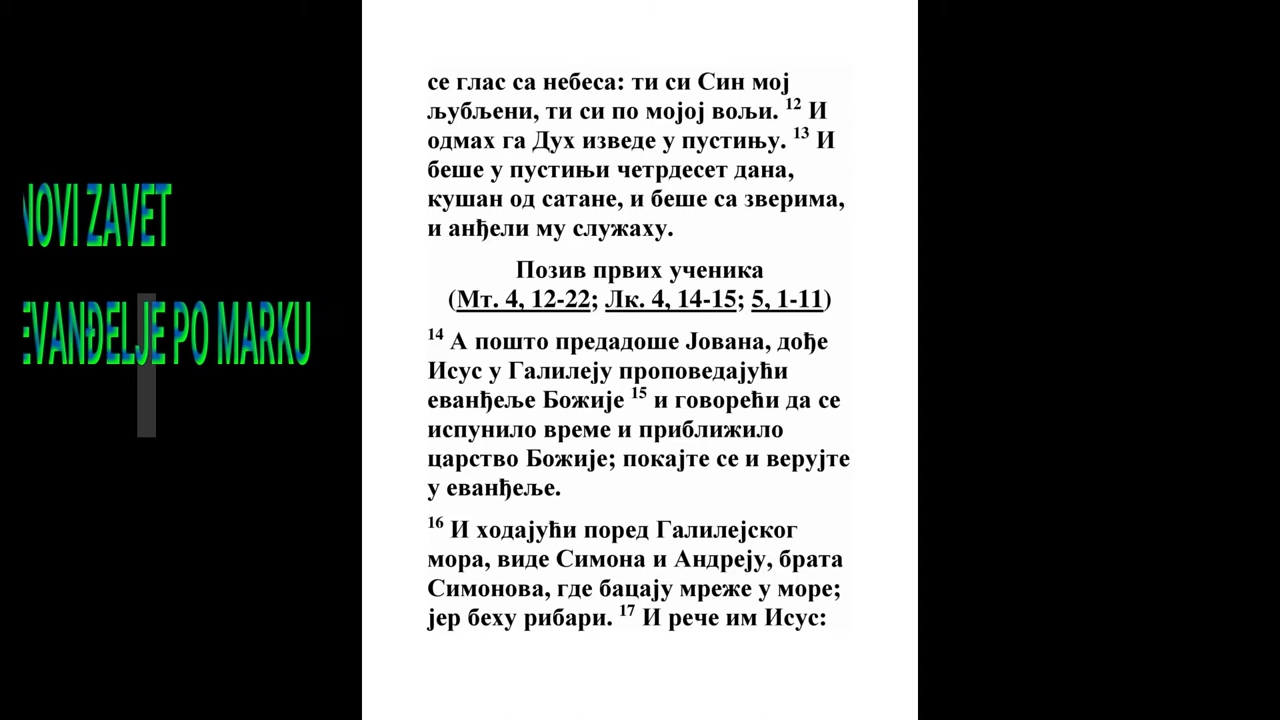 NOVI ZAVET
EVANĐELJE PO MARKU
се глас са небеса: ти си Син мој
љубљени, ти си по мојој вољи. 12 И
одмах га Дух изведе у пустињу. 13 И
беше у пустињи четрдесет дана,
кушан од сатане, и беше са зверима,
и анђели му служаху.
Позив првих ученика
(Мт. 4, 12-22; Лк. 4, 14-15; 5, 1-11)
14 А пошто предадоше Јована, дође
Исус у Галилеју проповедајући
еванђеље Божије 15 и говорећи да се
испунило време и приближило
царство Божије; покајте се и верујте
у еванђеље.
16 И ходајући поред Галилејског
мора, виде Симона и Андреју, брата
Симонова, где бацају мреже у море;
јер беху рибари. 17 И рече им Исус: